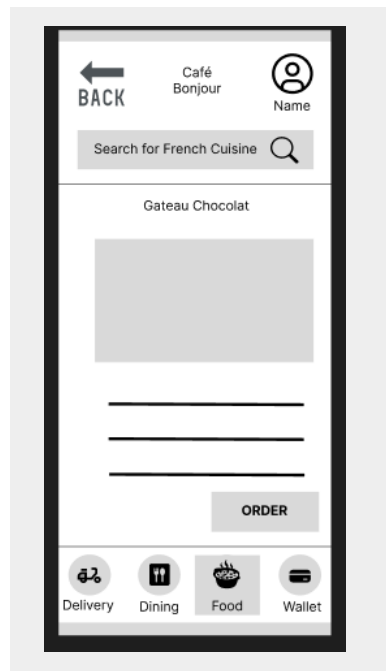 BACK
Café
Bonjour
Name
Search for French Cuisine
Gateau Chocolat
ORDER
Delivery
Dining
Food
Wallet